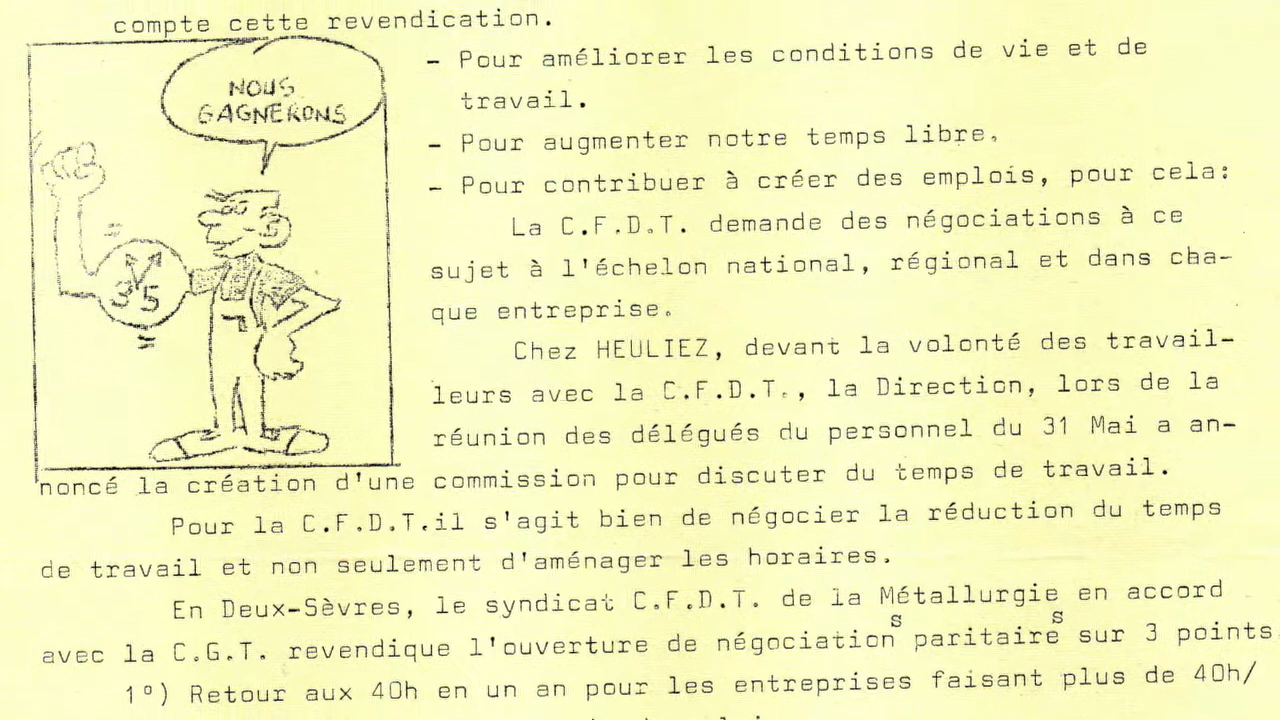 compte cette revendication.
NOUS
GAGNERONS
35
- Pour améliorer les conditions de vie et de
travail.
- Pour augmenter notre temps libre.
- Pour contribuer à créer des emplois, pour cela:
La C.F.D.T. demande des négociations à ce
sujet à l'échelon national, régional et dans cha-
que entreprise.
Chez HEULIEZ, devant la volonté des travail-
leurs avec la C.F.D.T., la Direction, lors de la
réunion des délégués du personnel du 31 Mai a an-
noncé la création d'une commission pour discuter du temps de travail.
Pour la C.F.D.T.il s'agit bien de négocier la réduction du temps
de travail et non seulement d'aménager les horaires.
En Deux-Sèvres, le syndicat C.F.D.T. de la Métallurgie en accord
avec la C.G.T. revendique l'ouverture de négociations paritaires sur 3 points
1º) Retour aux 40h en un an pour les entreprises faisant plus de 40h/